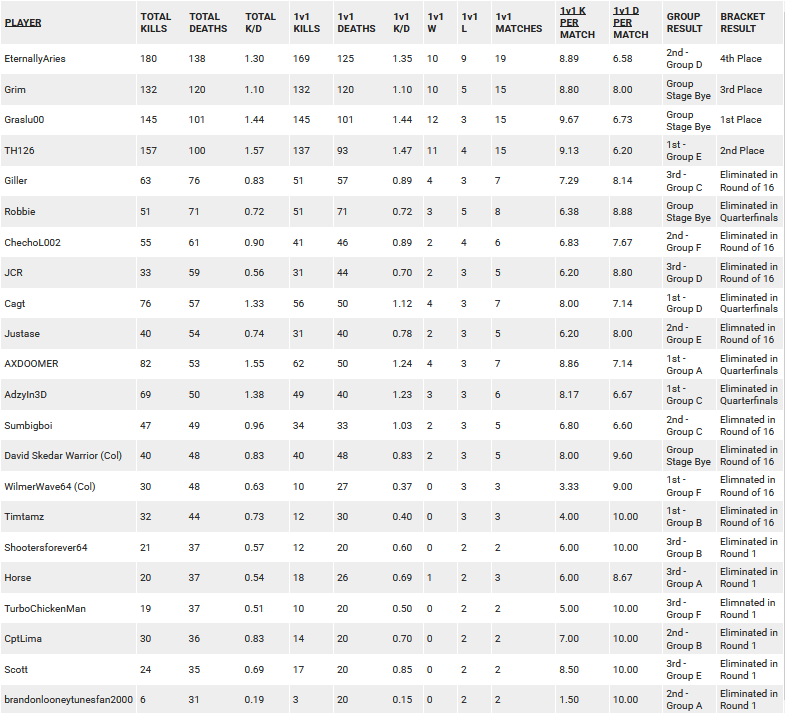 PLAYER TOTAL KILLS TOTAL DEATHS TOTAL K/D 1v1 KILLS 1v1 DEATHS 1v1 K/D 1v1 W 1v1 L 1v1 MATCHES 1v1 K PER MATCH 1v1 D PER MATCH GROUP RESULT BRACKET RESULT
EternallyAries 180 138 1.30 169 125 1.35 10 9 19 8.89 6.58 2nd - Group D 4th Place
Grim 132 120 1.10 132 120 1.10 10 5 15 8.80 8.00 Group Stage Bye 3rd Place
Graslu00 145 101 1.44 145 101 1.44 12 3 15 9.67 6.73 Group Stage Bye 1st Place
TH126 157 100 1.57 137 93 1.47 11 4 15 9.13 6.20 1st - Group E 2nd Place
Giller 63 76 0.83 51 57 0.89 4 3 7 7.29 8.14 3rd - Group C Eliminated in Round of 16
Robbie 51 71 0.72 51 71 0.72 3 5 8 6.38 8.88 Group Stage Bye Eliminated in Quarterfinals
ChechoL002 55 61 0.90 41 46 0.89 2 4 6 6.83 7.67 2nd - Group F Eliminated in Round of 16
JCR 33 59 0.56 31 44 0.70 2 3 5 6.20 8.80 3rd - Group D Eliminated in Round of 16
Cagt 76 57 1.33 56 50 1.12 4 3 7 8.00 7.14 1st - Group D Eliminated in Quarterfinals
Justase 40 54 0.74 31 40 0.78 2 3 5 6.20 8.00 2nd - Group E Elimnated in Round of 16
AXDOOMER 82 53 1.55 62 50 1.24 4 3 7 8.86 7.14 1st - Group A Eliminated in Quarterfinals
AdzyIn3D 69 50 1.38 49 40 1.23 3 3 6 8.17 6.67 1st - Group C Eliminated in Quarterfinals
Sumbigboi 47 49 0.96 34 33 1.03 2 3 5 6.80 6.60 2nd - Group C Elimnated in Round of 16
David Skedar Warrior (Col) 40 48 0.83 40 48 0.83 2 3 5 8.00 9.60 Group Stage Bye Eliminated in Round of 16
WilmerWave64 (Col) 30 48 0.63 10 27 0.37 0 3 3 3.33 9.00 1st - Group F Eliminated in Round of 16
Timtamz 32 44 0.73 12 30 0.40 0 3 3 4.00 10.00 1st - Group B Eliminated in Round of 16
Shootersforever64 21 37 0.57 12 20 0.60 0 2 2 6.00 10.00 3rd - Group B Eliminated in Round 1
Horse 20 37 0.54 18 26 0.69 1 2 3 6.00 8.67 3rd - Group A Eliminated in Round 1
TurboChickenMan 19 37 0.51 10 20 0.50 0 2 2 5.00 10.00 3rd - Group F Elimnated in Round 1
CptLima 30 36 0.83 14 20 0.70 0 2 2 7.00 10.00 2nd - Group B Eliminated in Round 1
Scott 24 35 0.69 17 20 0.85 0 2 2 8.50 10.00 3rd - Group E Eliminated in Round 1
brandonlooneytunesfan2000 6 31 0.19 3 20 0.15 0 2 2 1.50 10.00 2nd - Group A Eliminated in Round 1